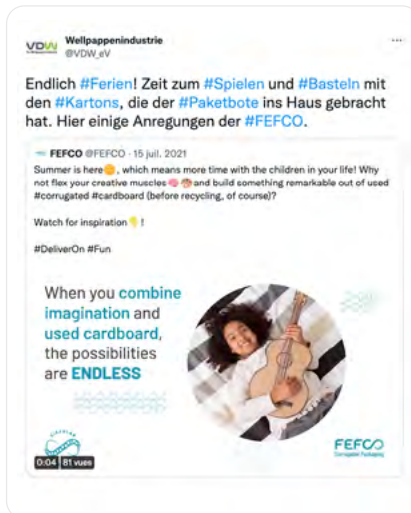 VDW
Wellpappenindustrie
@VDW_eV
Endlich #Ferien! Zeit zum #Spielen und #Basteln mit
den #Kartons, die der #Paketbote ins Haus gebracht
hat. Hier einige Anregungen der #FEFCO.
FEFCO @FEFCO · 15 juil. 2021
Summer is here🌞, which means more time with the children in your life! Why
not flex your creative muscles🧠🎨and build something remarkable out of used
#corrugated #cardboard (before recycling, of course)?
Watch for inspiration👇!
#DeliverOn #Fun
When you combine
imagination and
used cardboard,
the possibilities
are ENDLESS
FEFCO
Corrugated Packaging
0:04 81 vues